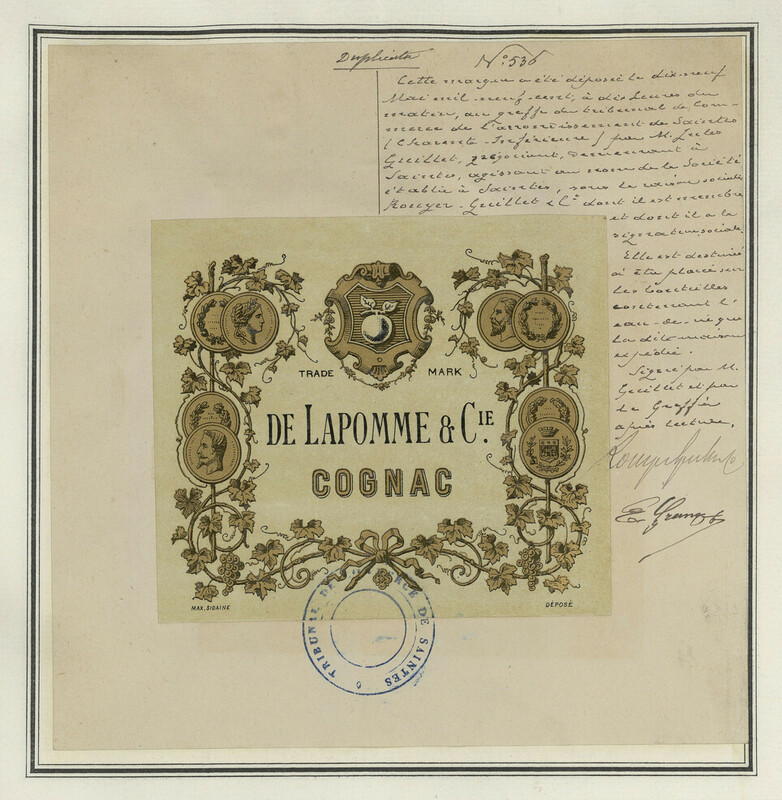 Duplicata
N° 536
Cette marque a été déposée le dix-neuf
Mai mil neuf cent, à dix heures du
matin, au greffe du tribunal de Com-
merce de l'arrondissement de Saintes
(Charente-Inférieure) par M. Jules
Guillet, négociant, demeurant à
Saintes, agissant au nom de la Société
établie à Saintes, sous la raison sociale
Rouyer-Guillet & Cie dont il est membre
et dont il a la
signature sociale.
Elle est destinée
à être placée sur
les bouteilles
contenant l'
eau-de-vie que
la dite maison
expédie.
Signé par M.
Guillet et par
le Greffier
après lecture.
TRADE MARK
DE LAPOMME & CIE.
COGNAC
MAX. SIDAINE
DÉPOSÉ
TRIBUNAL DE RCE DE SAINTES